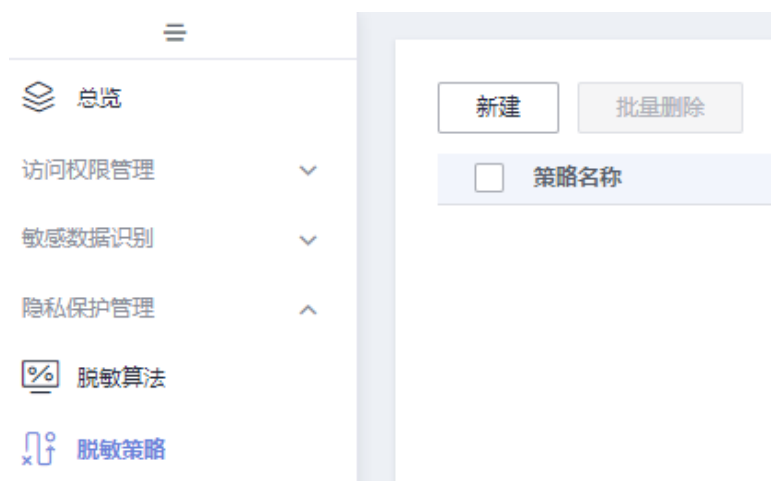 总览
访问权限管理
敏感数据识别
隐私保护管理
脱敏算法
脱敏策略
新建 批量删除
策略名称